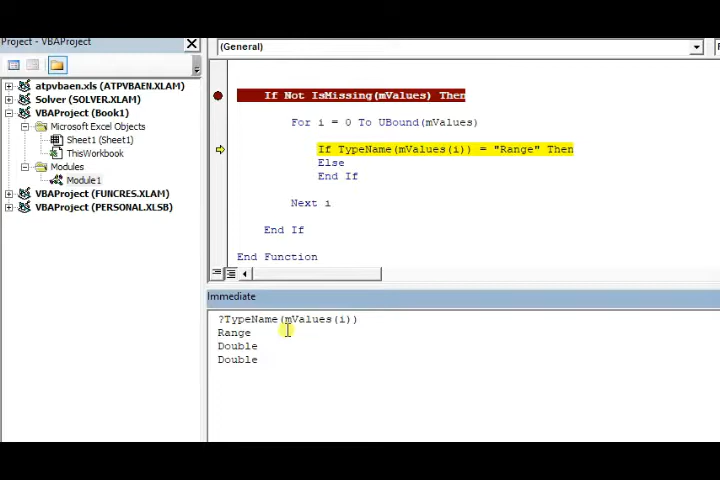 Project - VBAProject
atpvbaen.xls (ATPVBAEN.XLAM)
Solver (SOLVER.XLAM)
VBAProject (Book1)
Microsoft Excel Objects
Sheet1 (Sheet1)
ThisWorkbook
Modules
Module1
VBAProject (FUNCRES.XLAM)
VBAProject (PERSONAL.XLSB)
(General)
If Not IsMissing(mValues) Then
For i = 0 To UBound(mValues)
If TypeName(mValues(i)) = "Range" Then
Else
End If
Next i
End If
End Function
Immediate
?TypeName(mValues(i))
Range
Double
Double